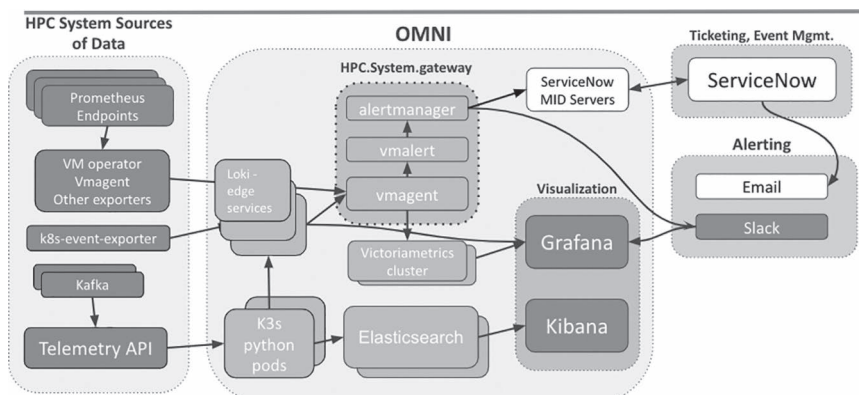 HPC System Sources
of Data
Prometheus
Endpoints
VM operator
Vmagent
Other exporters
k8s-event-exporter
Kafka
Telemetry API
OMNI
HPC.System.gateway
alertmanager
vmalert
vmagent
Loki -
edge
services
Victoriametrics
cluster
K3s
python
pods
Elasticsearch
ServiceNow
MID Servers
Visualization
Grafana
Kibana
Ticketing, Event Mgmt.
ServiceNow
Alerting
Email
Slack